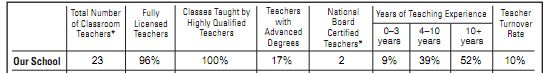 Total Number of Classroom Teachers*
Fully Licensed Teachers
Classes Taught by Highly Qualified Teachers
Teachers with Advanced Degrees
National Board Certified Teachers*
Years of Teaching Experience
0–3 years
4–10 years
10+ years
Teacher Turnover Rate
Our School 23 96% 100% 17% 2 9% 39% 52% 10%